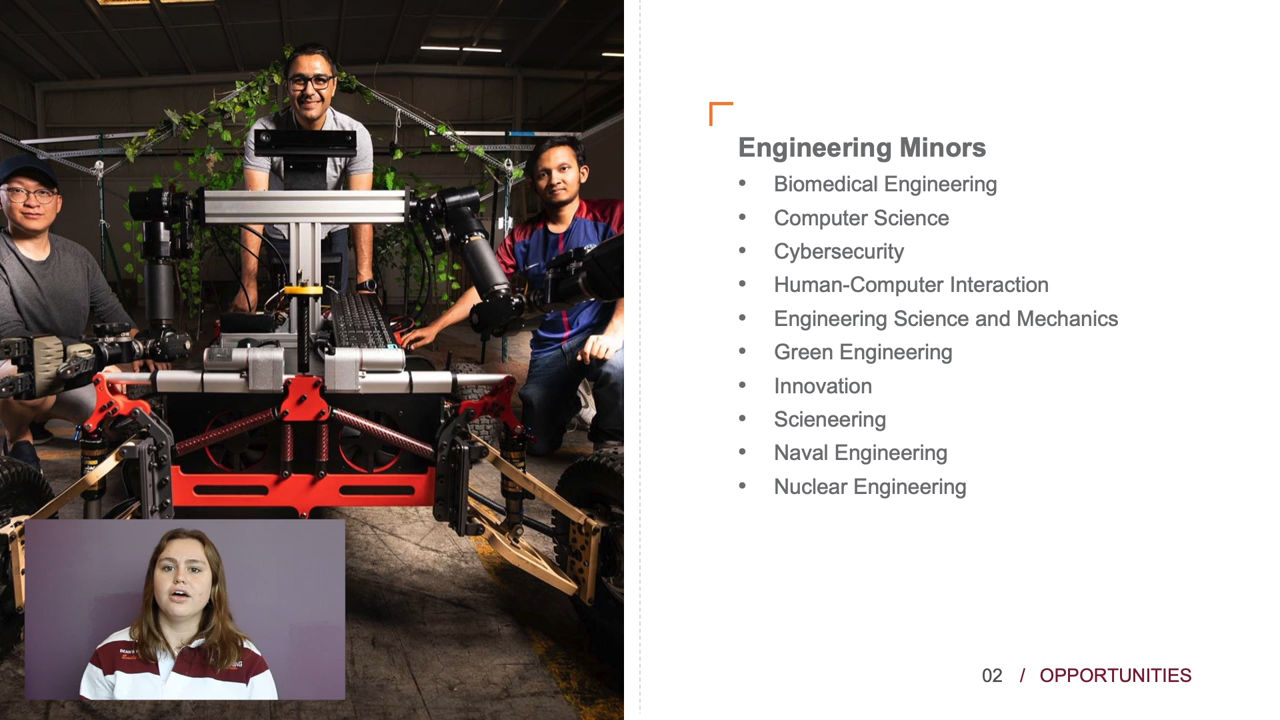 Engineering Minors
• Biomedical Engineering
• Computer Science
• Cybersecurity
• Human-Computer Interaction
• Engineering Science and Mechanics
• Green Engineering
• Innovation
• Scieneering
• Naval Engineering
• Nuclear Engineering
02 / OPPORTUNITIES